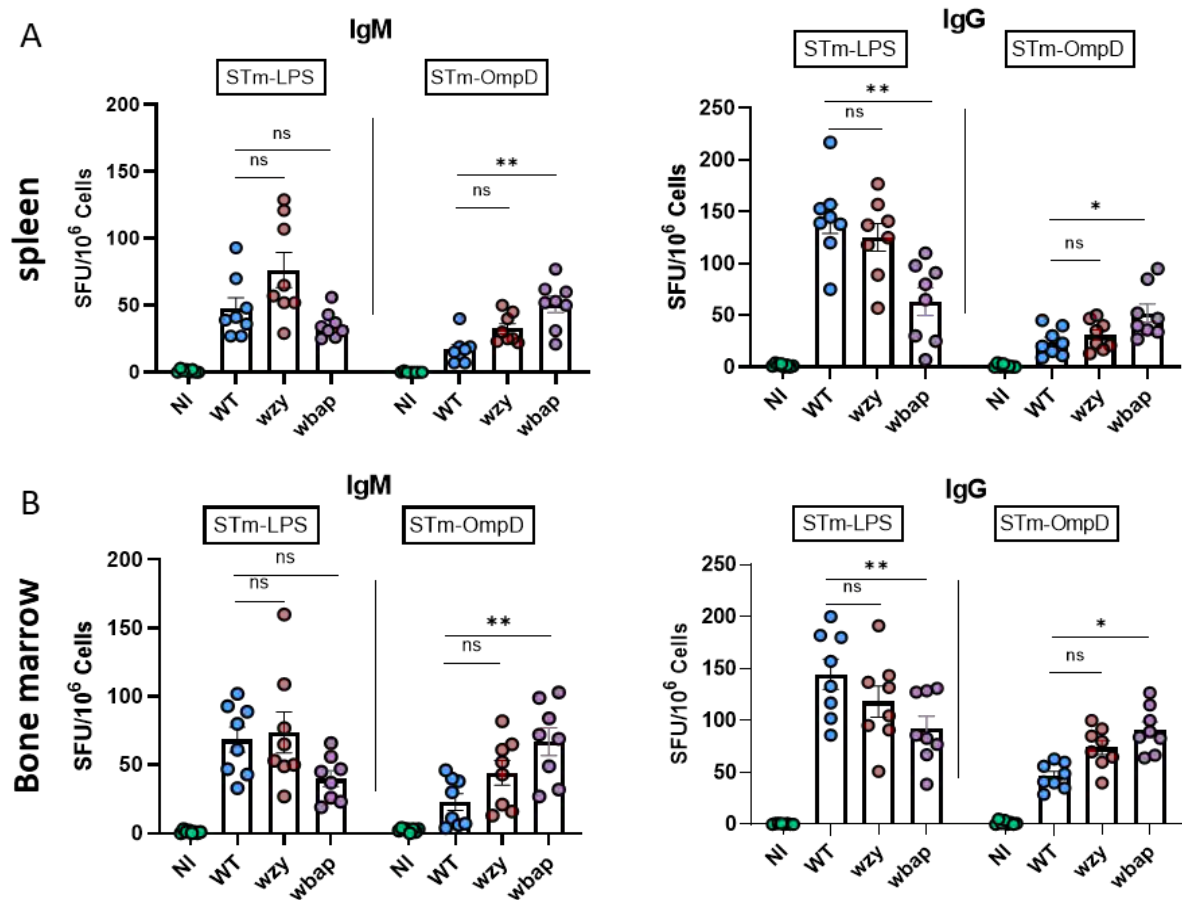 A
IgM
IgG
STm-LPS
STm-OmpD
STm-LPS
STm-OmpD
spleen
SFU/10⁶ Cells
200
150
100
50
0
ns
ns
ns
**
NI
WT
wzy
wbap
NI
WT
wzy
wbap
SFU/10⁶ Cells
250
200
150
100
50
0
ns
**
ns
*
NI
WT
wzy
wbap
NI
WT
wzy
wbap
B
IgM
IgG
STm-LPS
STm-OmpD
STm-LPS
STm-OmpD
Bone marrow
SFU/10⁶ Cells
200
150
100
50
0
ns
ns
ns
**
NI
WT
wzy
wbap
NI
WT
wzy
wbap
SFU/10⁶ Cells
250
200
150
100
50
0
ns
**
ns
*
NI
WT
wzy
wbap
NI
WT
wzy
wbap